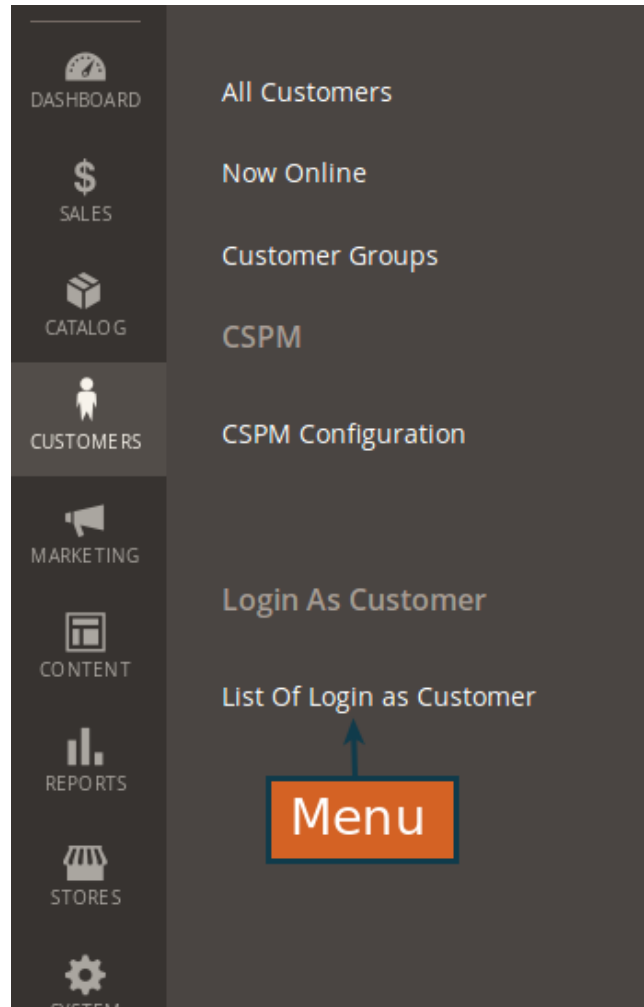 DASHBOARD
SALES
CATALOG
CUSTOMERS
MARKETING
CONTENT
REPORTS
STORES
SYSTEM
All Customers
Now Online
Customer Groups
CSPM
CSPM Configuration
Login As Customer
List Of Login as Customer
Menu